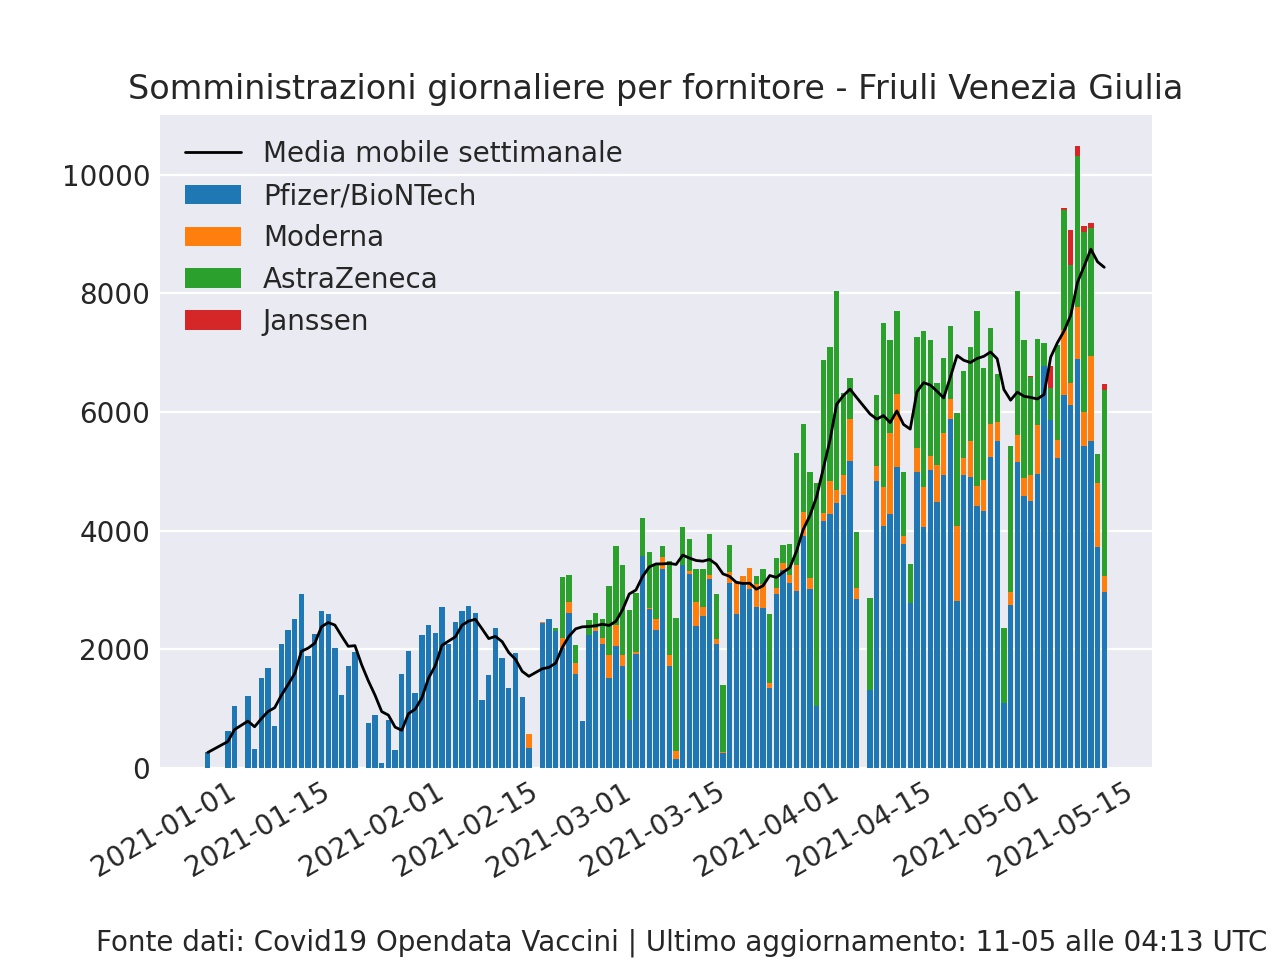 Somministrazioni giornaliere per fornitore - Friuli Venezia Giulia
Media mobile settimanale
Pfizer/BioNTech
Moderna
AstraZeneca
Janssen
10000
8000
6000
4000
2000
0
2021-01-01
2021-01-15
2021-02-01
2021-02-15
2021-03-01
2021-03-15
2021-04-01
2021-04-15
2021-05-01
2021-05-15
Fonte dati: Covid19 Opendata Vaccini | Ultimo aggiornamento: 11-05 alle 04:13 UTC